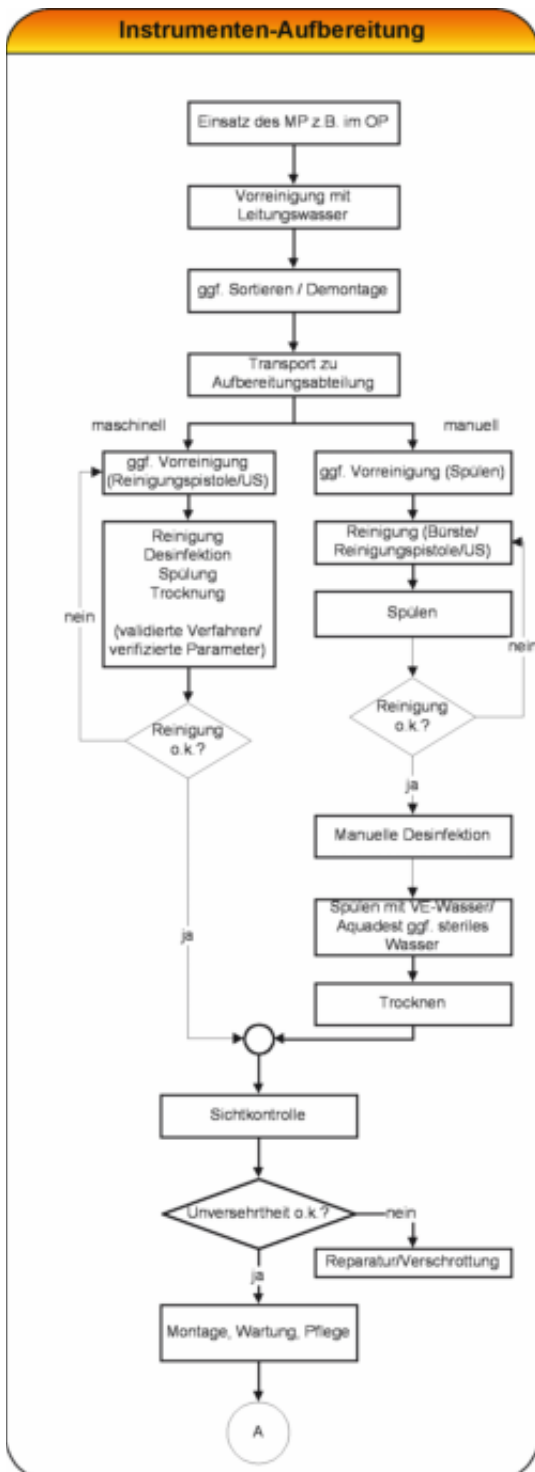 Instrumenten-Aufbereitung
Einsatz des MP z.B. im OP
Vorreinigung mit
Leitungswasser
ggf. Sortieren / Demontage
Transport zu
Aufbereitungsabteilung
maschinell
manuell
ggf. Vorreinigung
(Reinigungspistole/US)
ggf. Vorreinigung (Spülen)
Reinigung
Desinfektion
Spülung
Trocknung
(validierte Verfahren/
verifizierte Parameter)
Reinigung (Bürste/
Reinigungspistole/US)
Spülen
nein
nein
Reinigung
o.k.?
Reinigung
o.k.?
ja
Manuelle Desinfektion
Spülen mit VE-Wasser/
Aquadest ggf. steriles
Wasser
ja
Trocknen
Sichtkontrolle
Unversehrtheit o.k.?
nein
Reparatur/Verschrottung
ja
Montage, Wartung, Pflege
A